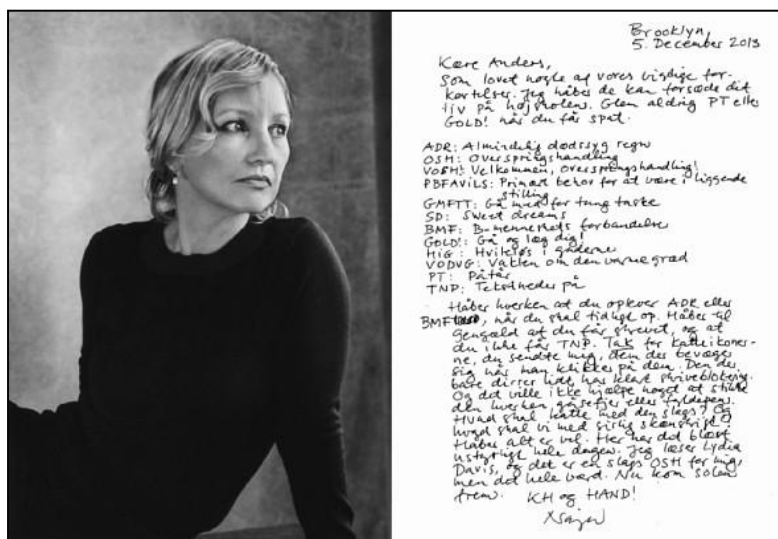 Brooklyn,
5. December 2013
Kære Anders,
Som lovet nogle af vores vigtige for-
kortelser. Jeg håber de kan forsøde dit
liv på højskolen. Glem aldrig PT eller
GOLD! når du får spat.
ADR: Almindelig dødssyg regn
OSH: Overspringshandling
VOSH!: Velkommen, overspringshandling!
PBFAVILS: Primært behov for at være i liggende
stilling
GMFTT: Gå med for tung taske
SD: Sweet dreams
BMF: B-menneskets forbandelse
GOLD!: Gå og læg dig!
HIG: Hvileløs i gaderne
VODVG: Vatten om den varme grød
PT: Påtår
TNP: Tekstneder på
Håber hverken at du oplever ADR eller
BMF, når du skal tidligt op. Håber til
gengæld at du får skrevet, og at
du ikke får TNP. Tak for katteikoner-
ne, du sendte mig, dem der bevæger
sig når man klikker på dem. Den der
bare dirrer lidt har klart skriveblokering.
Og det ville ikke hjælpe noget at stikke
den hverken gåsefjer eller fyldepen.
Hvad skal katte med den slags? Og
hvad skal vi med sirlig skønskrift?
Håber alt er vel. Her har det blæst
ustyrligt hele dagen. Jeg læser Lydia
Davis, og det er en slags OSH for mig,
men det hele værd. Nu kom solen
frem. KH og HAND!